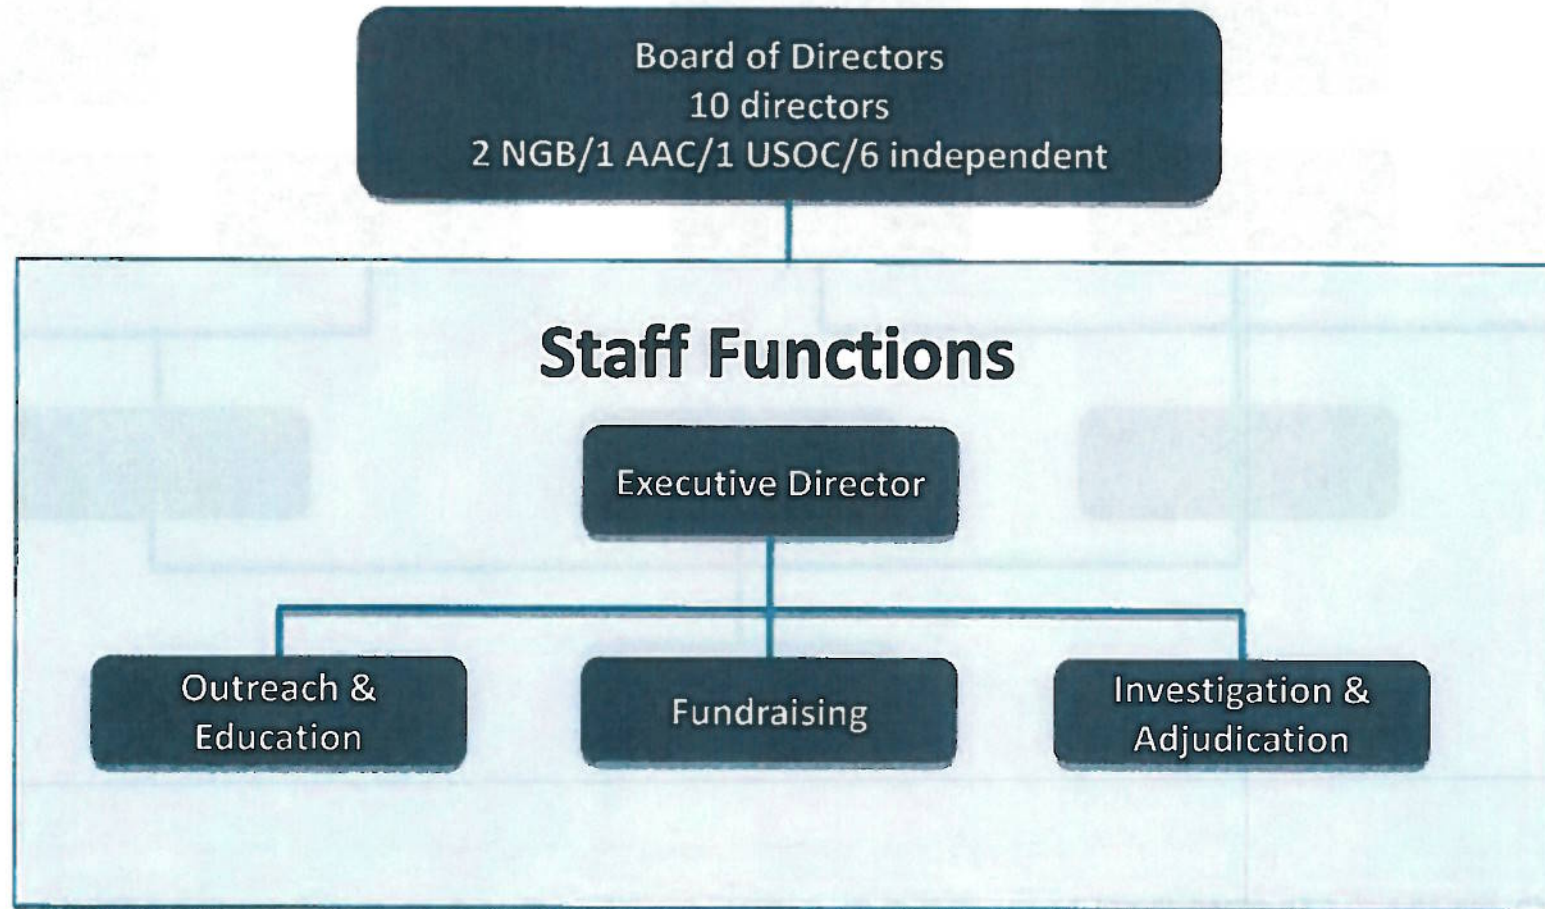 Board of Directors
10 directors
2 NGB/1 AAC/1 USOC/6 independent
Staff Functions
Executive Director
Outreach &
Education
Fundraising
Investigation &
Adjudication